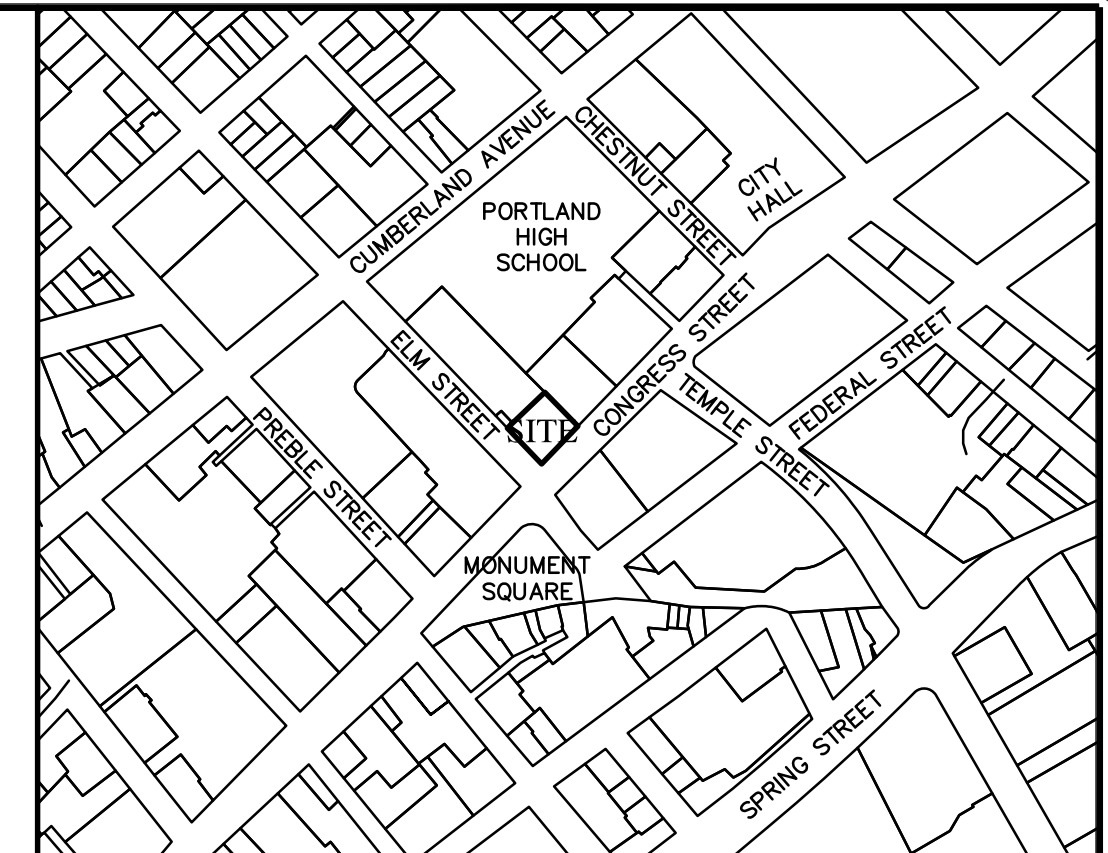 CHESTNUT STREET
CUMBERLAND AVENUE
CITY
HALL
PORTLAND
HIGH
SCHOOL
CONGRESS STREET
FEDERAL STREET
ELM STREET
TEMPLE STREET
PREBLE STREET
SITE
MONUMENT
SQUARE
SPRING STREET